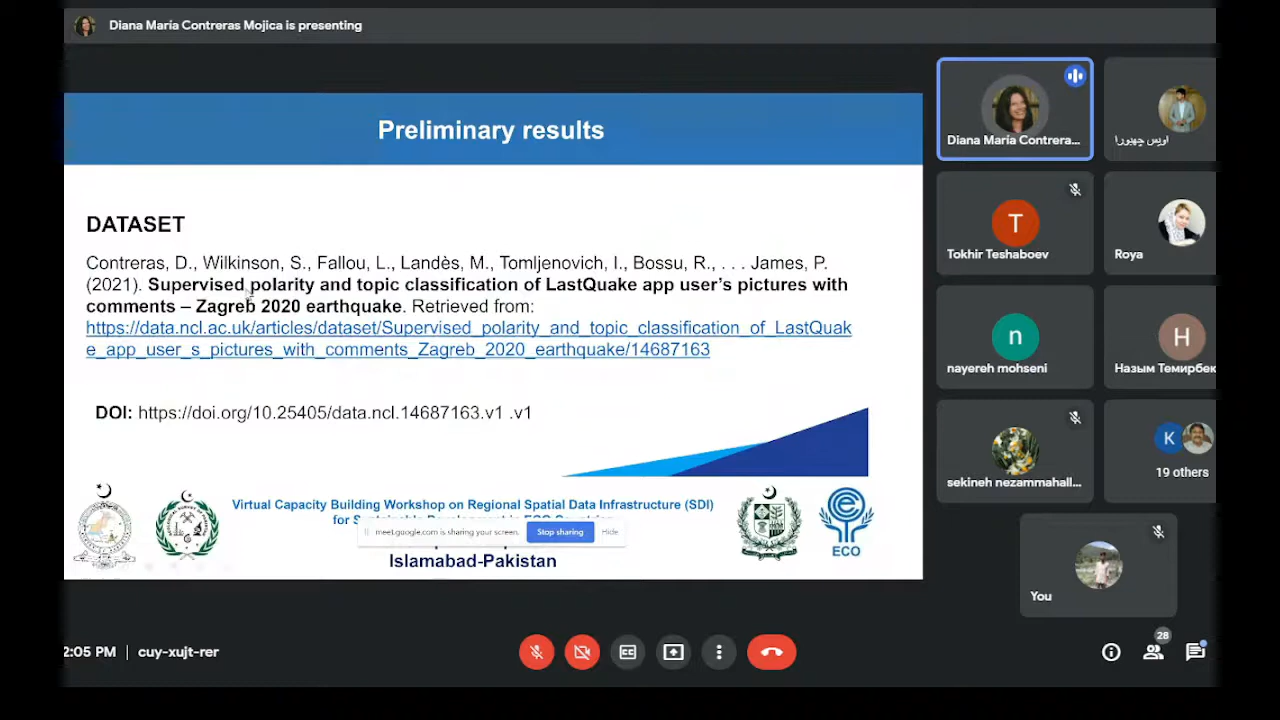 Diana María Contreras Mojica is presenting
Preliminary results
DATASET
Contreras, D., Wilkinson, S., Fallou, L., Landès, M., Tomljenovich, I., Bossu, R., . . . James, P.
(2021). Supervised polarity and topic classification of LastQuake app user’s pictures with
comments – Zagreb 2020 earthquake. Retrieved from:
https://data.ncl.ac.uk/articles/dataset/Supervised_polarity_and_topic_classification_of_LastQuak
e_app_user_s_pictures_with_comments_Zagreb_2020_earthquake/14687163
DOI: https://doi.org/10.25405/data.ncl.14687163.v1 .v1
Virtual Capacity Building Workshop on Regional Spatial Data Infrastructure (SDI)
for
meet.google.com is sharing your screen.
Stop sharing
Hide
Islamabad-Pakistan
ECO
Diana María Contrera...
اویس چھیورا
T
Tokhir Teshaboev
Roya
n
nayereh mohseni
Н
Назым Темирбек
sekineh nezammahall...
K
19 others
You
2:05 PM | cuy-xujt-rer
28